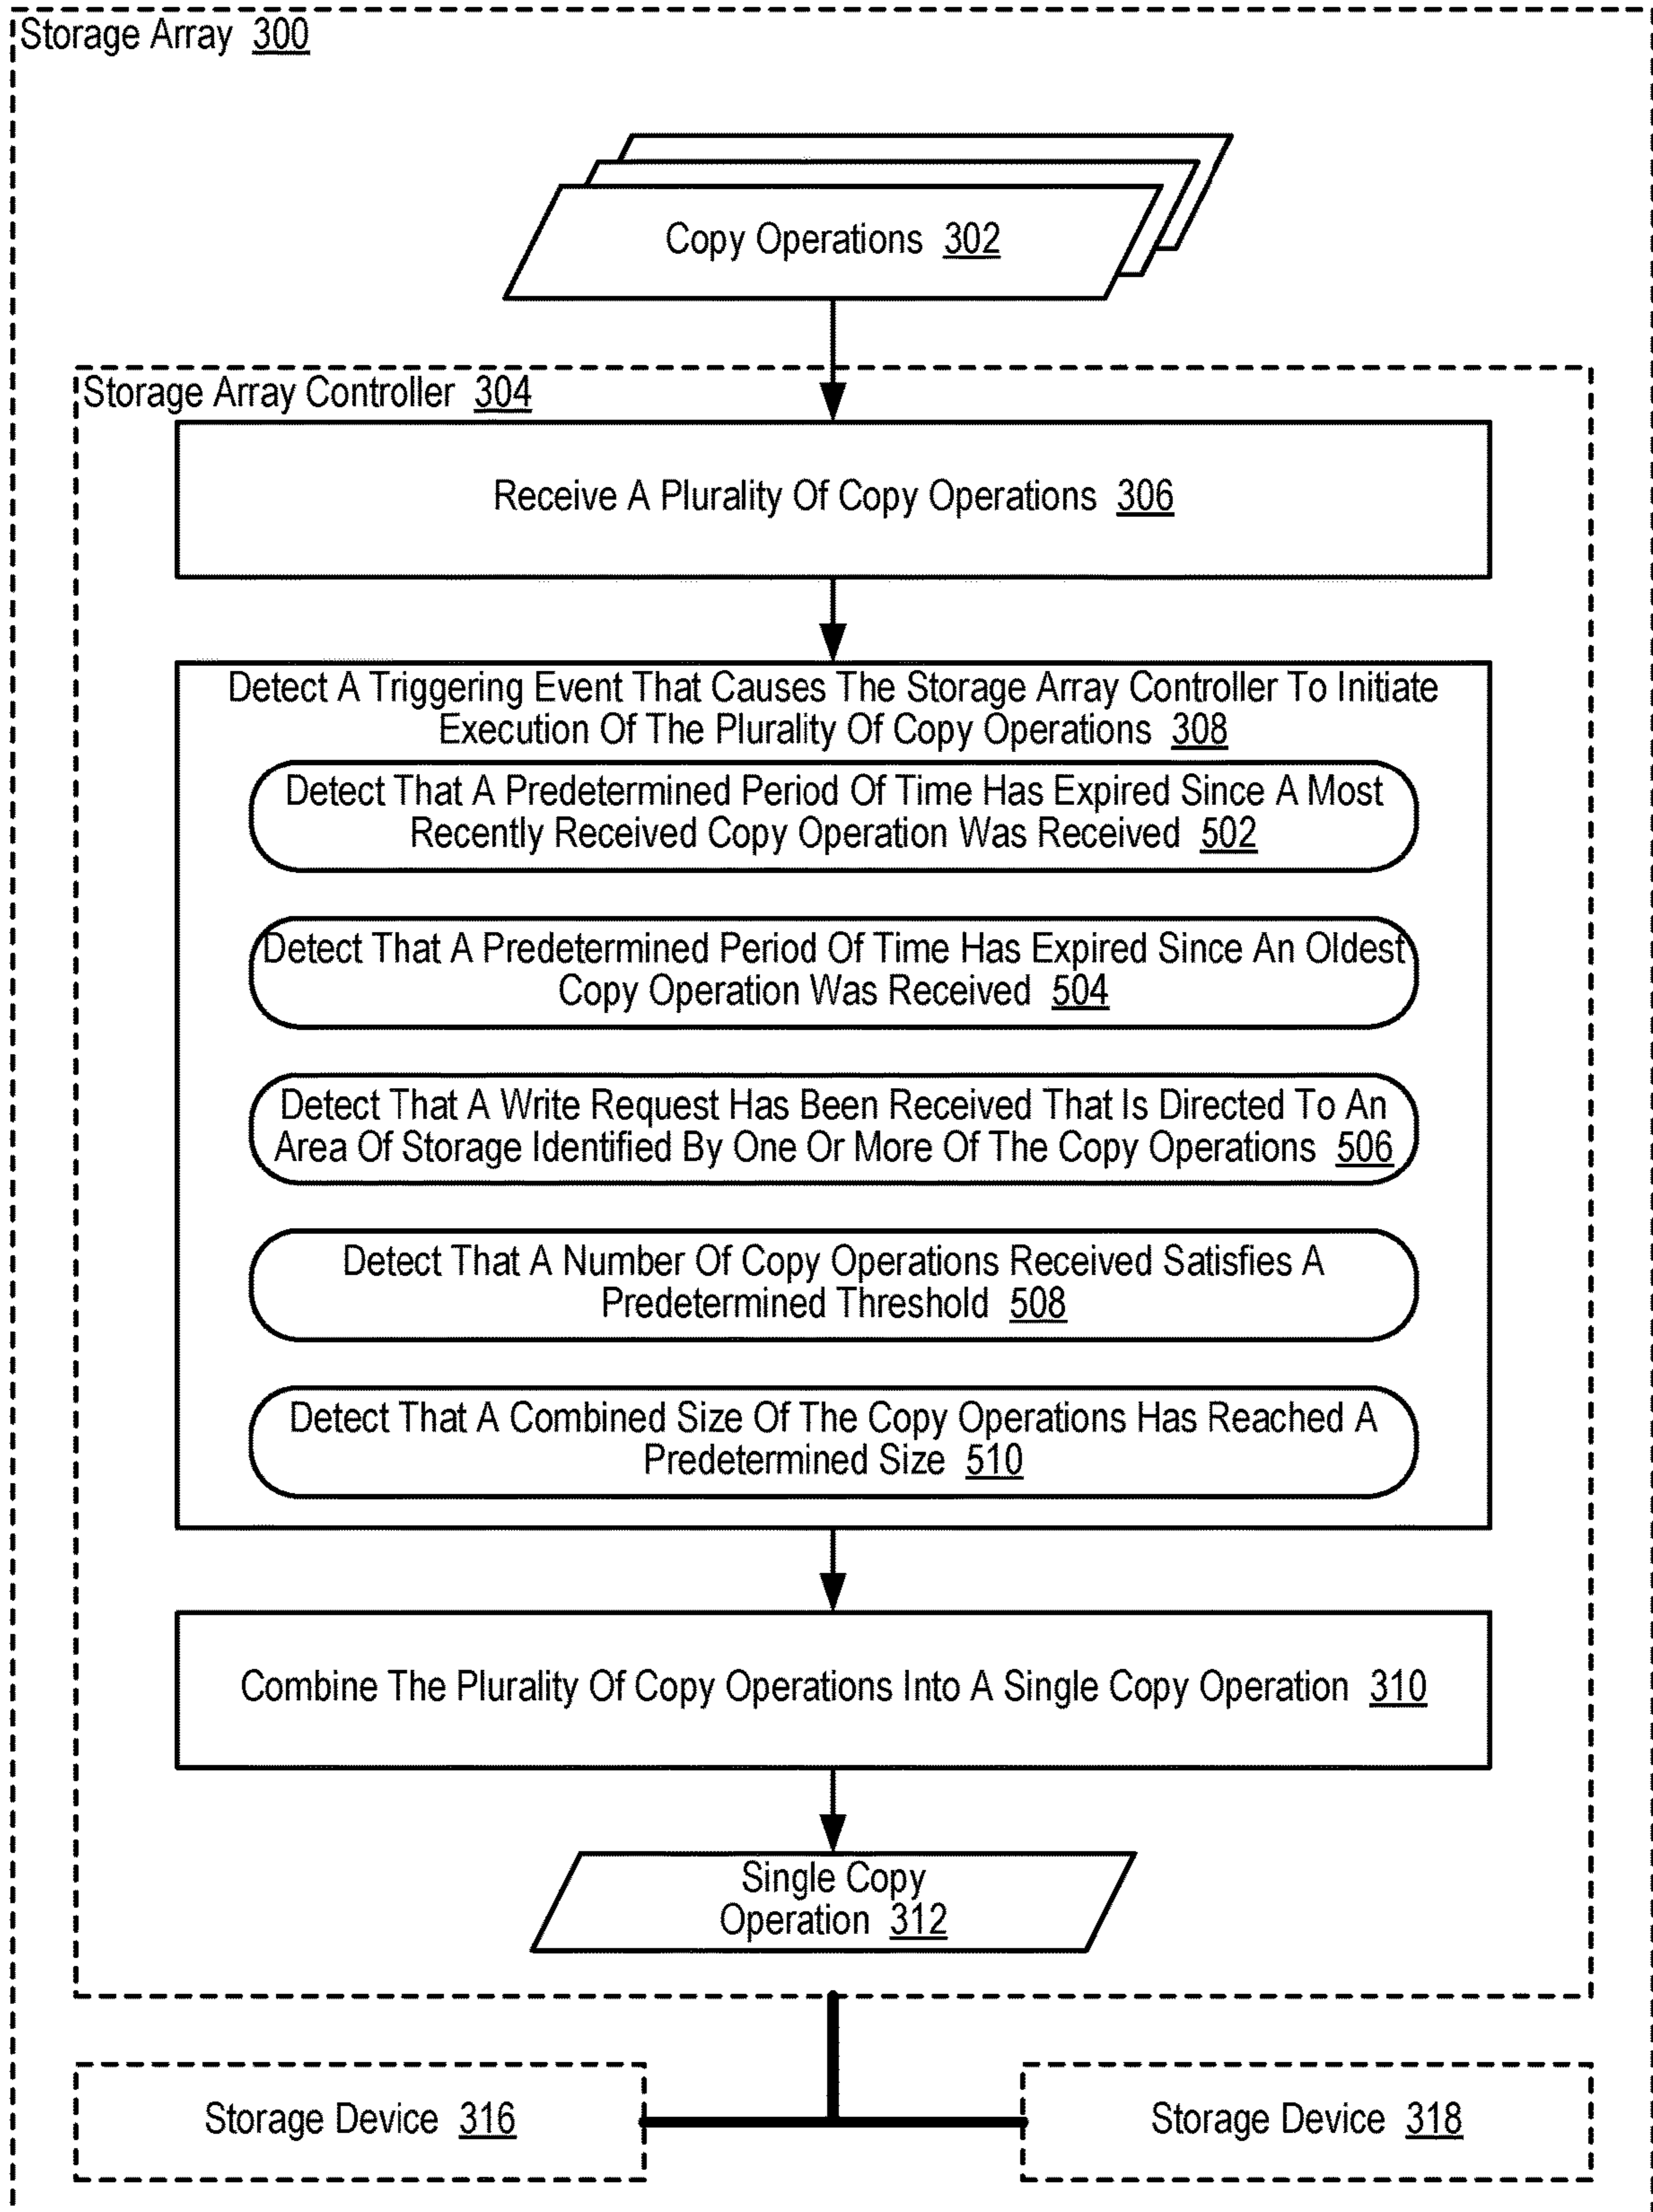 Storage Array 300
Copy Operations 302
Storage Array Controller 304
Receive A Plurality Of Copy Operations 306
Detect A Triggering Event That Causes The Storage Array Controller To Initiate
Execution Of The Plurality Of Copy Operations 308
Detect That A Predetermined Period Of Time Has Expired Since A Most
Recently Received Copy Operation Was Received 502
Detect That A Predetermined Period Of Time Has Expired Since An Oldest
Copy Operation Was Received 504
Detect That A Write Request Has Been Received That Is Directed To An
Area Of Storage Identified By One Or More Of The Copy Operations 506
Detect That A Number Of Copy Operations Received Satisfies A
Predetermined Threshold 508
Detect That A Combined Size Of The Copy Operations Has Reached A
Predetermined Size 510
Combine The Plurality Of Copy Operations Into A Single Copy Operation 310
Single Copy
Operation 312
Storage Device 316
Storage Device 318